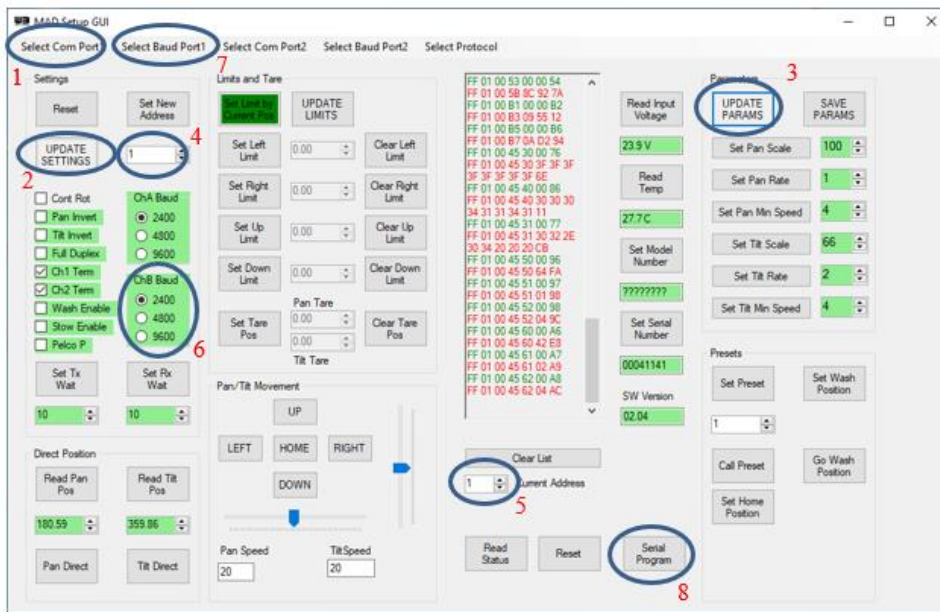 MAD Setup GUI
Select Com Port1 Select Baud Port1 Select Com Port2 Select Baud Port2 Select Protocol
1
7
3
Settings
Reset
Set New Address
4
UPDATE SETTINGS
1
2
Cont Rot
Pan Invert
Tilt Invert
Full Duplex
Ch1 Term
Ch2 Term
Wash Enable
Stow Enable
Pelco P
ChA Baud
2400
4800
9600
ChB Baud
2400
4800
9600
6
Set Tx Wait
Set Rx Wait
10
10
Direct Position
Read Pan Pos
Read Tilt Pos
180.59
359.86
Pan Direct
Tilt Direct
Limits and Tare
Set Limit by Current Pos
UPDATE LIMITS
Set Left Limit
0.00
Clear Left Limit
Set Right Limit
0.00
Clear Right Limit
Set Up Limit
0.00
Clear Up Limit
Set Down Limit
0.00
Clear Down Limit
Pan Tare
Set Tare Pos
0.00
0.00
Clear Tare Pos
Tilt Tare
Pan/Tilt Movement
UP
LEFT
HOME
RIGHT
DOWN
Pan Speed
20
TiltSpeed
20
FF 01 00 53 00 00 54
FF 01 00 5B 8C 92 7A
FF 01 00 B1 00 00 B2
FF 01 00 B3 09 55 12
FF 01 00 B5 00 00 B6
FF 01 00 B7 0A D2 94
FF 01 00 45 30 00 76
FF 01 00 45 30 3F 3F 3F
3F 3F 3F 3F 3F 6E
FF 01 00 45 40 00 86
FF 01 00 45 40 30 30 30
34 31 31 34 31 11
FF 01 00 45 31 00 77
FF 01 00 45 31 30 32 2E
30 34 20 20 20 CB
FF 01 00 45 50 00 96
FF 01 00 45 50 64 FA
FF 01 00 45 51 00 97
FF 01 00 45 51 01 98
FF 01 00 45 52 00 98
FF 01 00 45 52 04 9C
FF 01 00 45 60 00 A6
FF 01 00 45 60 42 E8
FF 01 00 45 61 00 A7
FF 01 00 45 61 02 A9
FF 01 00 45 62 00 A8
FF 01 00 45 62 04 AC
Clear List
1
Current Address
5
Read Status
Reset
Serial Program
8
Read Input Voltage
23.9 V
Read Temp
27.7 C
Set Model Number
????????
Set Serial Number
00041141
SW Version
02.04
Parameters
UPDATE PARAMS
SAVE PARAMS
Set Pan Scale
100
Set Pan Rate
1
Set Pan Min Speed
4
Set Tilt Scale
66
Set Tilt Rate
2
Set Tilt Min Speed
4
Presets
Set Preset
Set Wash Position
1
Call Preset
Go Wash Position
Set Home Position